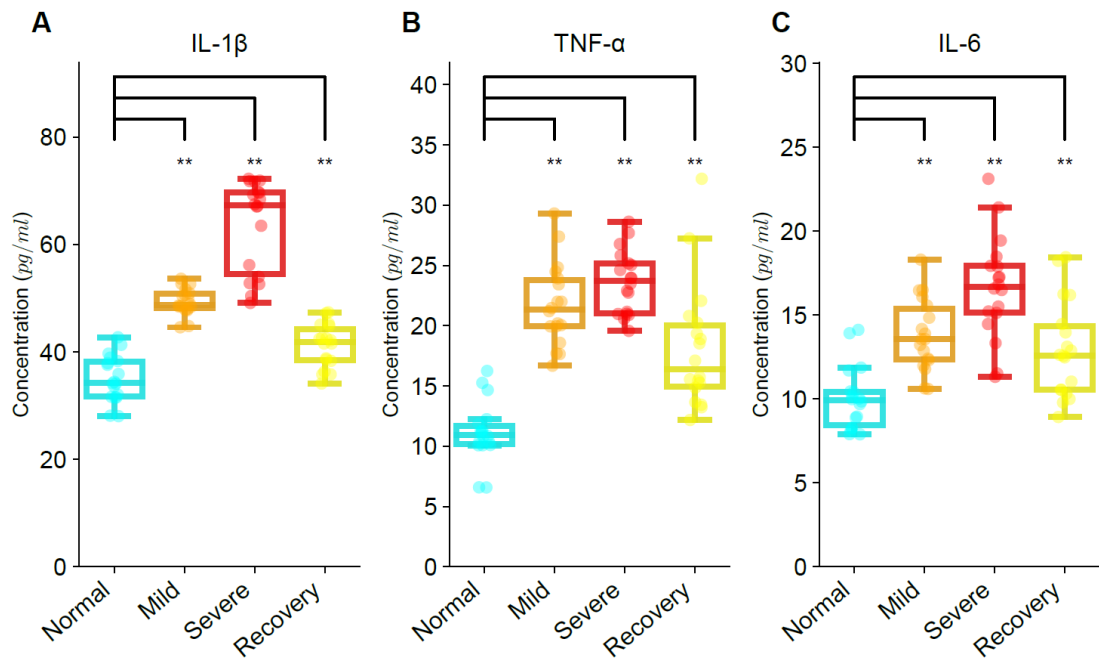 A
IL-1β
Concentration (pg/ml)
80
60
40
20
0
** ** **
Normal
Mild
Severe
Recovery
B
TNF-α
Concentration (pg/ml)
40
35
30
25
20
15
10
5
0
** ** **
Normal
Mild
Severe
Recovery
C
IL-6
Concentration (pg/ml)
30
25
20
15
10
5
0
** ** **
Normal
Mild
Severe
Recovery